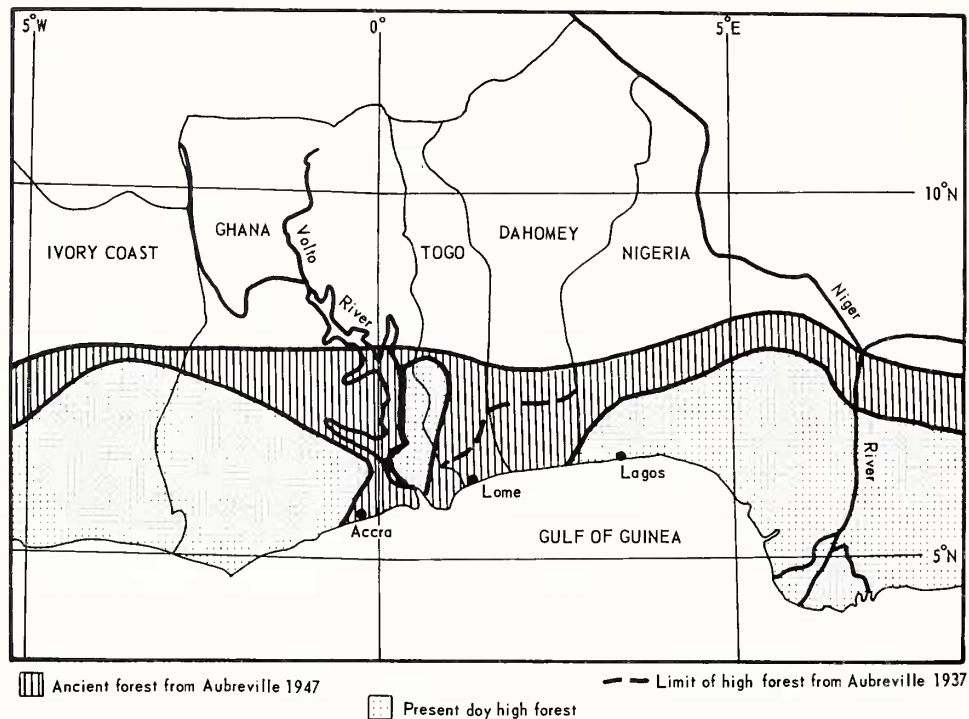 5°W
0°
5°E
10°N
GHANA
Volta
DAHOMEY
IVORY COAST
TOGO
NIGERIA
River
Niger
Lagos
Lome
River
Accra
GULF OF GUINEA
5°N
Ancient forest from Aubreville 1947
Limit of high forest from Aubreville 1937
Present day high forest